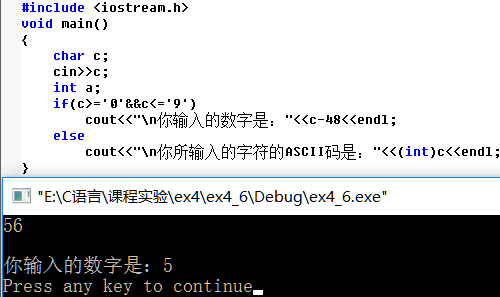 #include <iostream.h>
void main()
{
    char c;
    cin>>c;
    int a;
    if(c>='0'&&c<='9')
        cout<<"\n你输入的数字是："<<c-48<<endl;
    else
        cout<<"\n你所输入的字符的ASCII码是："<<(int)c<<endl;
}
"E:\C语言\课程实验\ex4\ex4_6\Debug\ex4_6.exe"
56
你输入的数字是：5
Press any key to continue